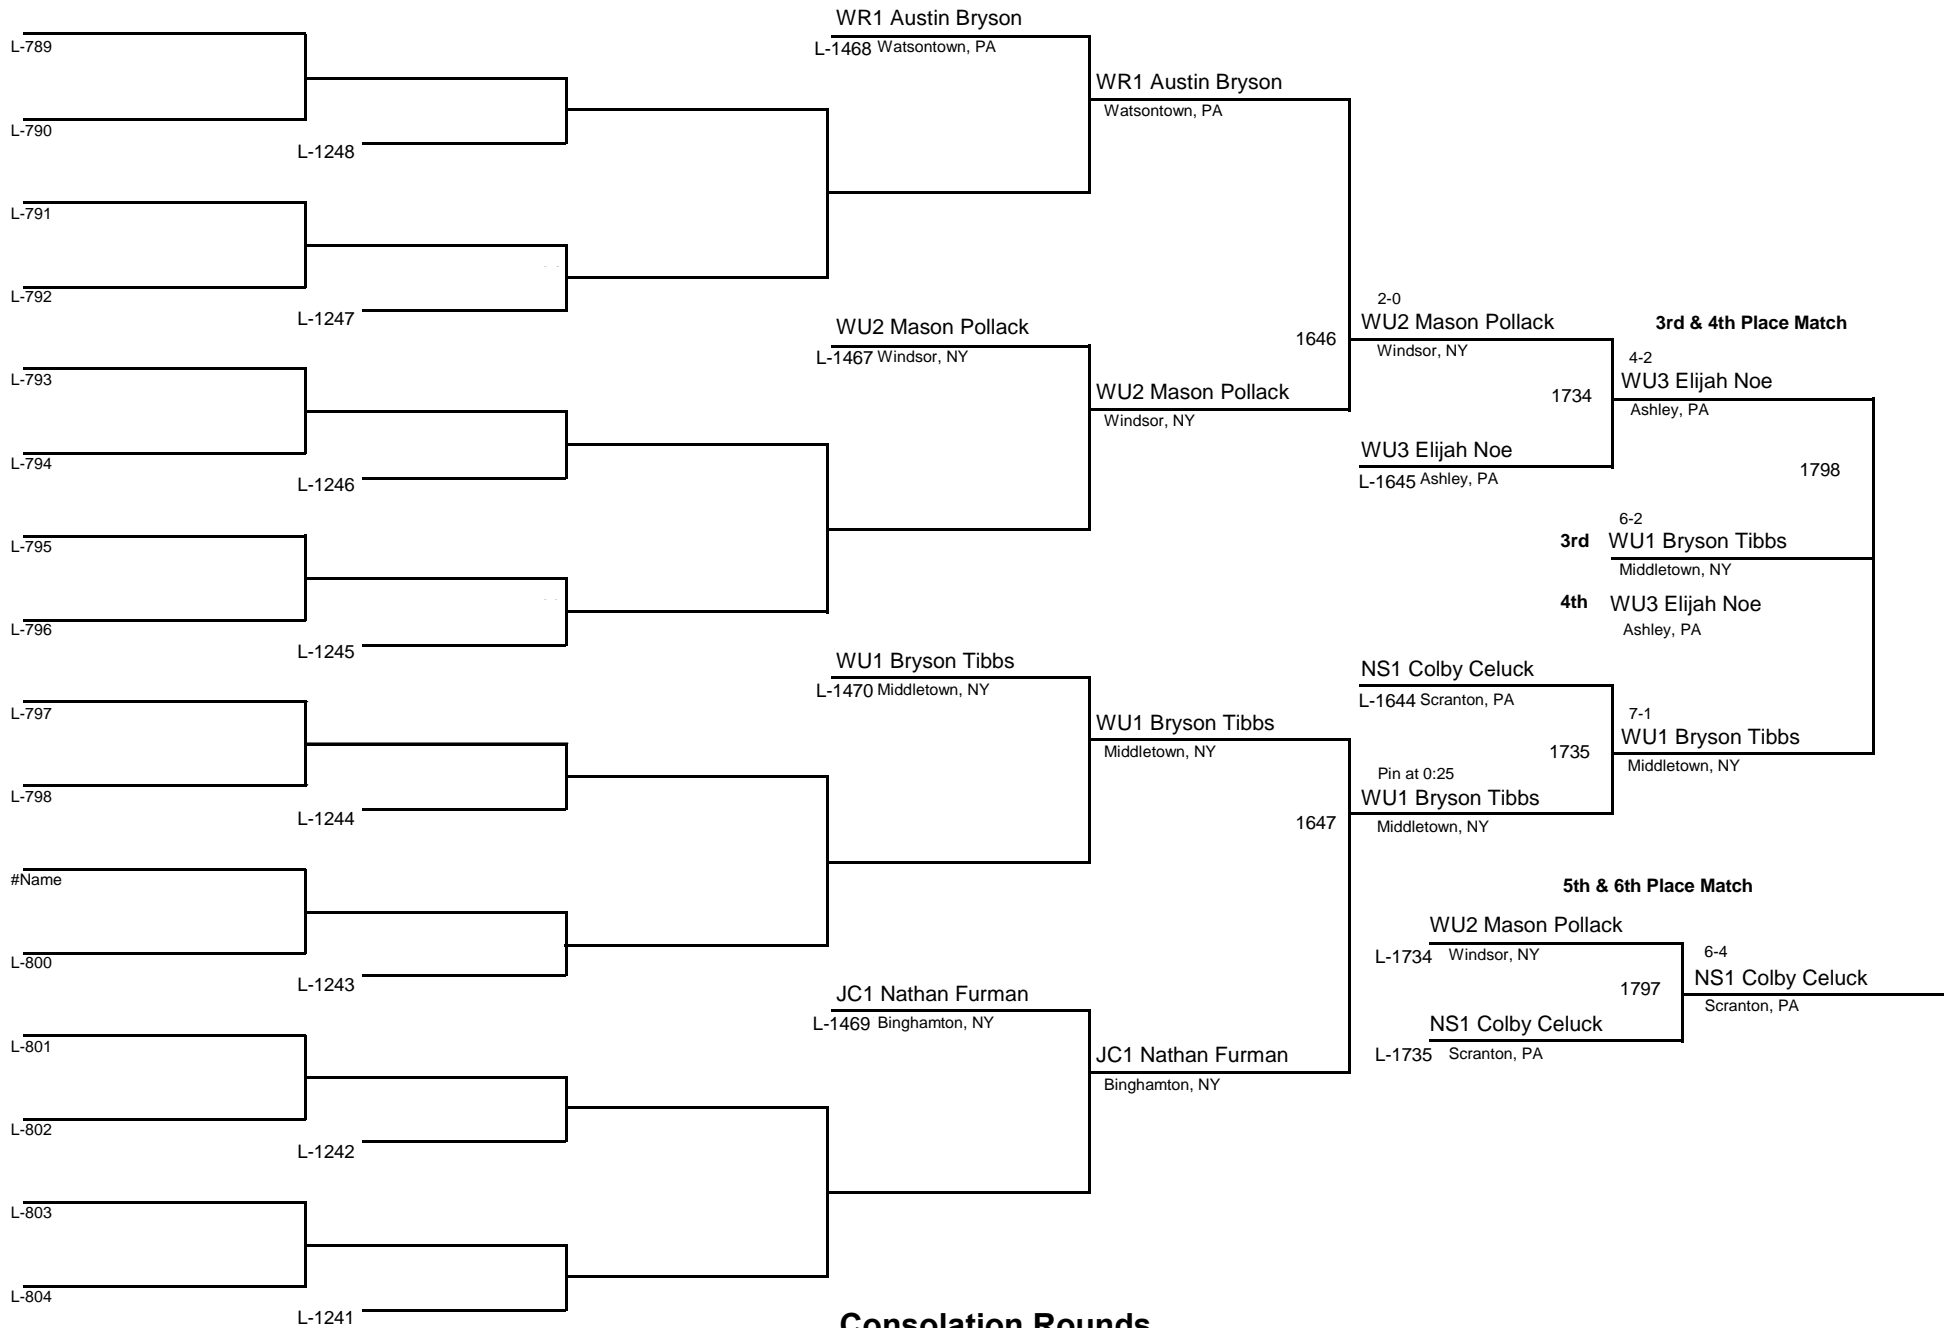 WR1 Austin Bryson
L-789
L-1468 Watsontown, PA
WR1 Austin Bryson
Watsontown, PA
L-790
L-1248
L-791
L-792
L-1247
2-0
WU2 Mason Pollack
3rd & 4th Place Match
WU2 Mason Pollack
1646
Windsor, NY
L-1467 Windsor, NY
4-2
L-793
WU3 Elijah Noe
WU2 Mason Pollack
1734
Ashley, PA
Windsor, NY
WU3 Elijah Noe
L-794
1798
L-1645 Ashley, PA
L-1246
6-2
L-795
3rd WU1 Bryson Tibbs
Middletown, NY
4th WU3 Elijah Noe
L-796
Ashley, PA
L-1245
WU1 Bryson Tibbs
NS1 Colby Celuck
L-1470 Middletown, NY
L-1644 Scranton, PA
L-797
7-1
WU1 Bryson Tibbs
WU1 Bryson Tibbs
Middletown, NY
1735
Middletown, NY
Pin at 0:25
L-798
WU1 Bryson Tibbs
L-1244
1647
Middletown, NY
#Name
5th & 6th Place Match
WU2 Mason Pollack
L-800
L-1734 Windsor, NY
6-4
L-1243
NS1 Colby Celuck
JC1 Nathan Furman
1797
Scranton, PA
L-1469 Binghamton, NY
NS1 Colby Celuck
L-801
JC1 Nathan Furman
L-1735 Scranton, PA
Binghamton, NY
L-802
L-1242
L-803
L-804
L-1241
Consolation Rounds